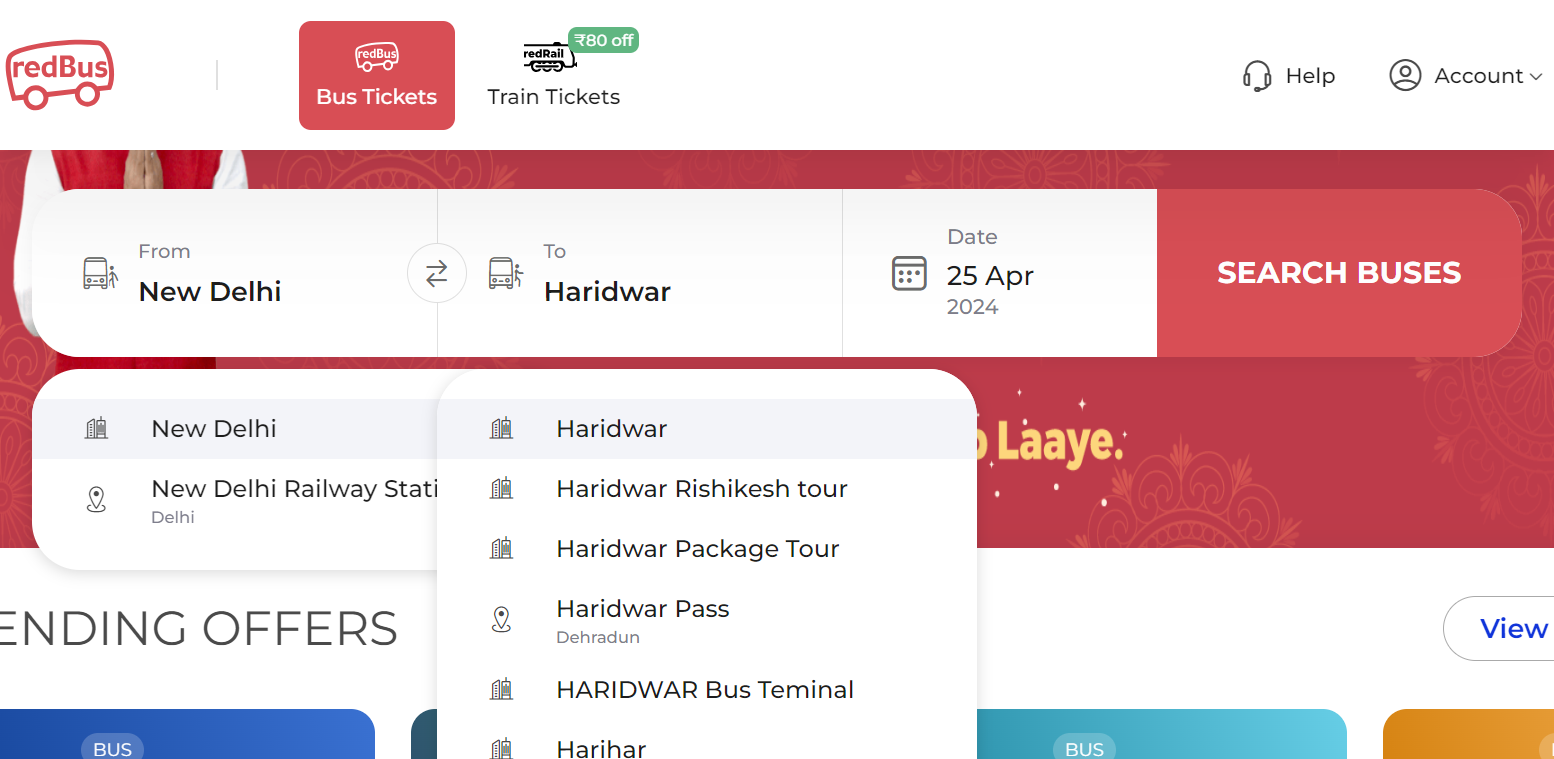 redBus
redBus
Bus Tickets
redRail
₹80 off
Train Tickets
Help
Account
From
New Delhi
To
Haridwar
Date
25 Apr
2024
SEARCH BUSES
New Delhi
New Delhi Railway Stati
Delhi
Haridwar
Haridwar Rishikesh tour
Haridwar Package Tour
Haridwar Pass
Dehradun
HARIDWAR Bus Teminal
Harihar
Laaye.
ENDING OFFERS
View
BUS
BUS